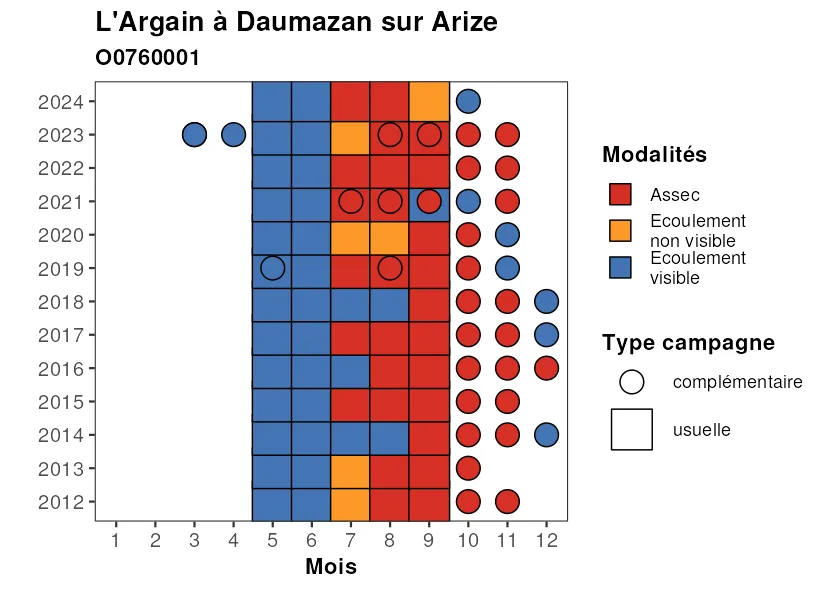 L'Argain à Daumazan sur Arize
O0760001
2024
2023
2022
2021
2020
2019
2018
2017
2016
2015
2014
2013
2012
1 2 3 4 5 6 7 8 9 10 11 12
Mois
Modalités
Assec
Ecoulement
non visible
Ecoulement
visible
Type campagne
complémentaire
usuelle